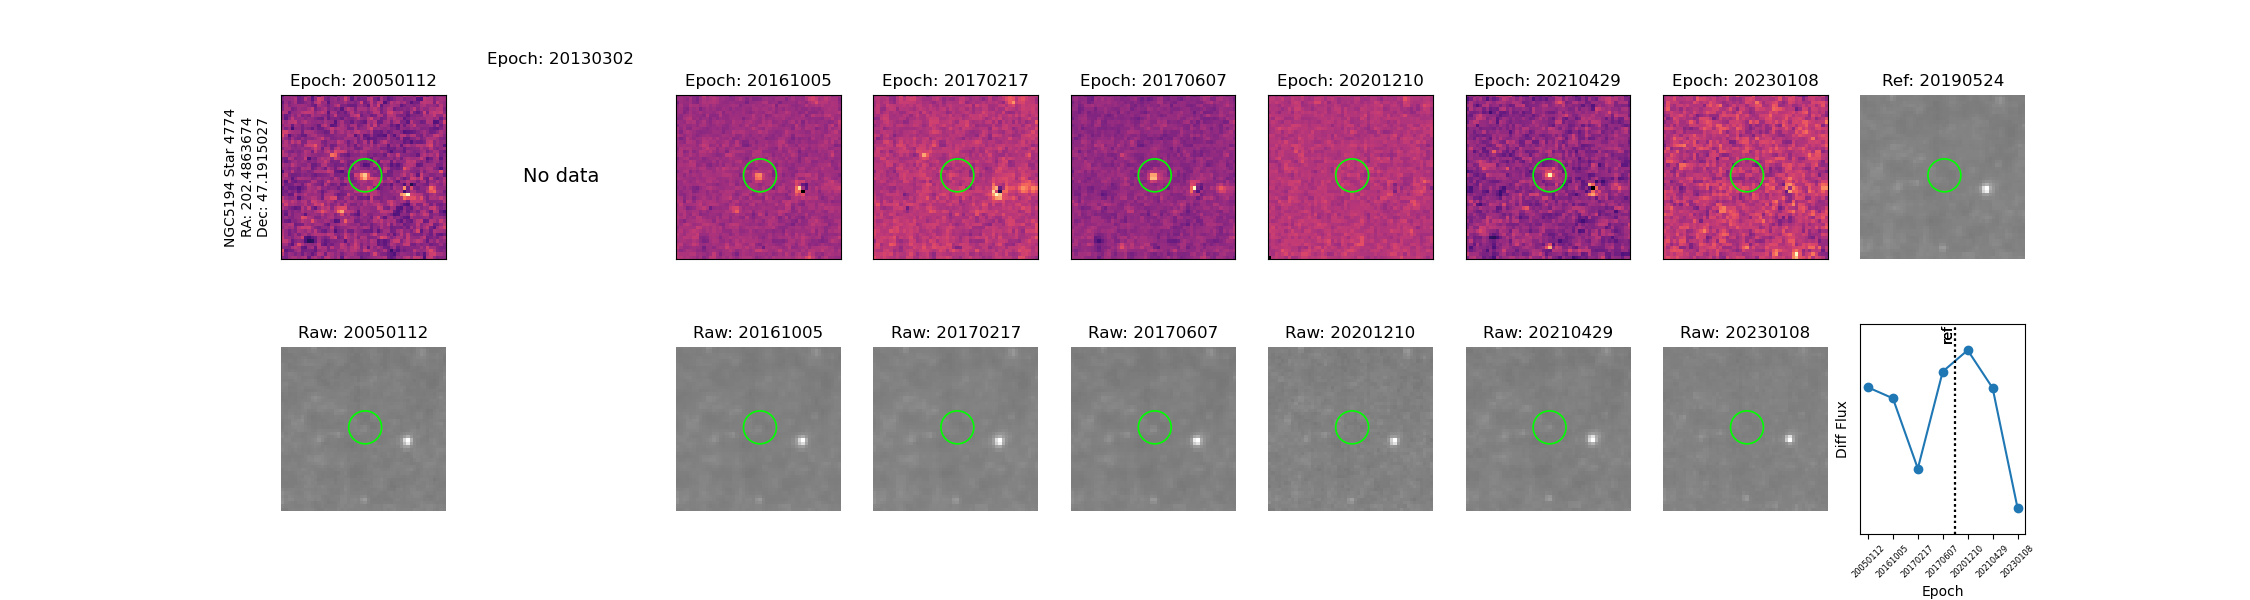 Epoch: 20130302
Epoch: 20050112
Epoch: 20161005
Epoch: 20170217
Epoch: 20170607
Epoch: 20201210
Epoch: 20210429
Epoch: 20230108
Ref: 20190524
NGC5194 Star 4774
RA: 202.4863674
Dec: 47.1915027
No data
Raw: 20050112
Raw: 20161005
Raw: 20170217
Raw: 20170607
Raw: 20201210
Raw: 20210429
Raw: 20230108
ref
Diff Flux
20050112
20161005
20170217
20170607
20201210
20210429
20230108
Epoch